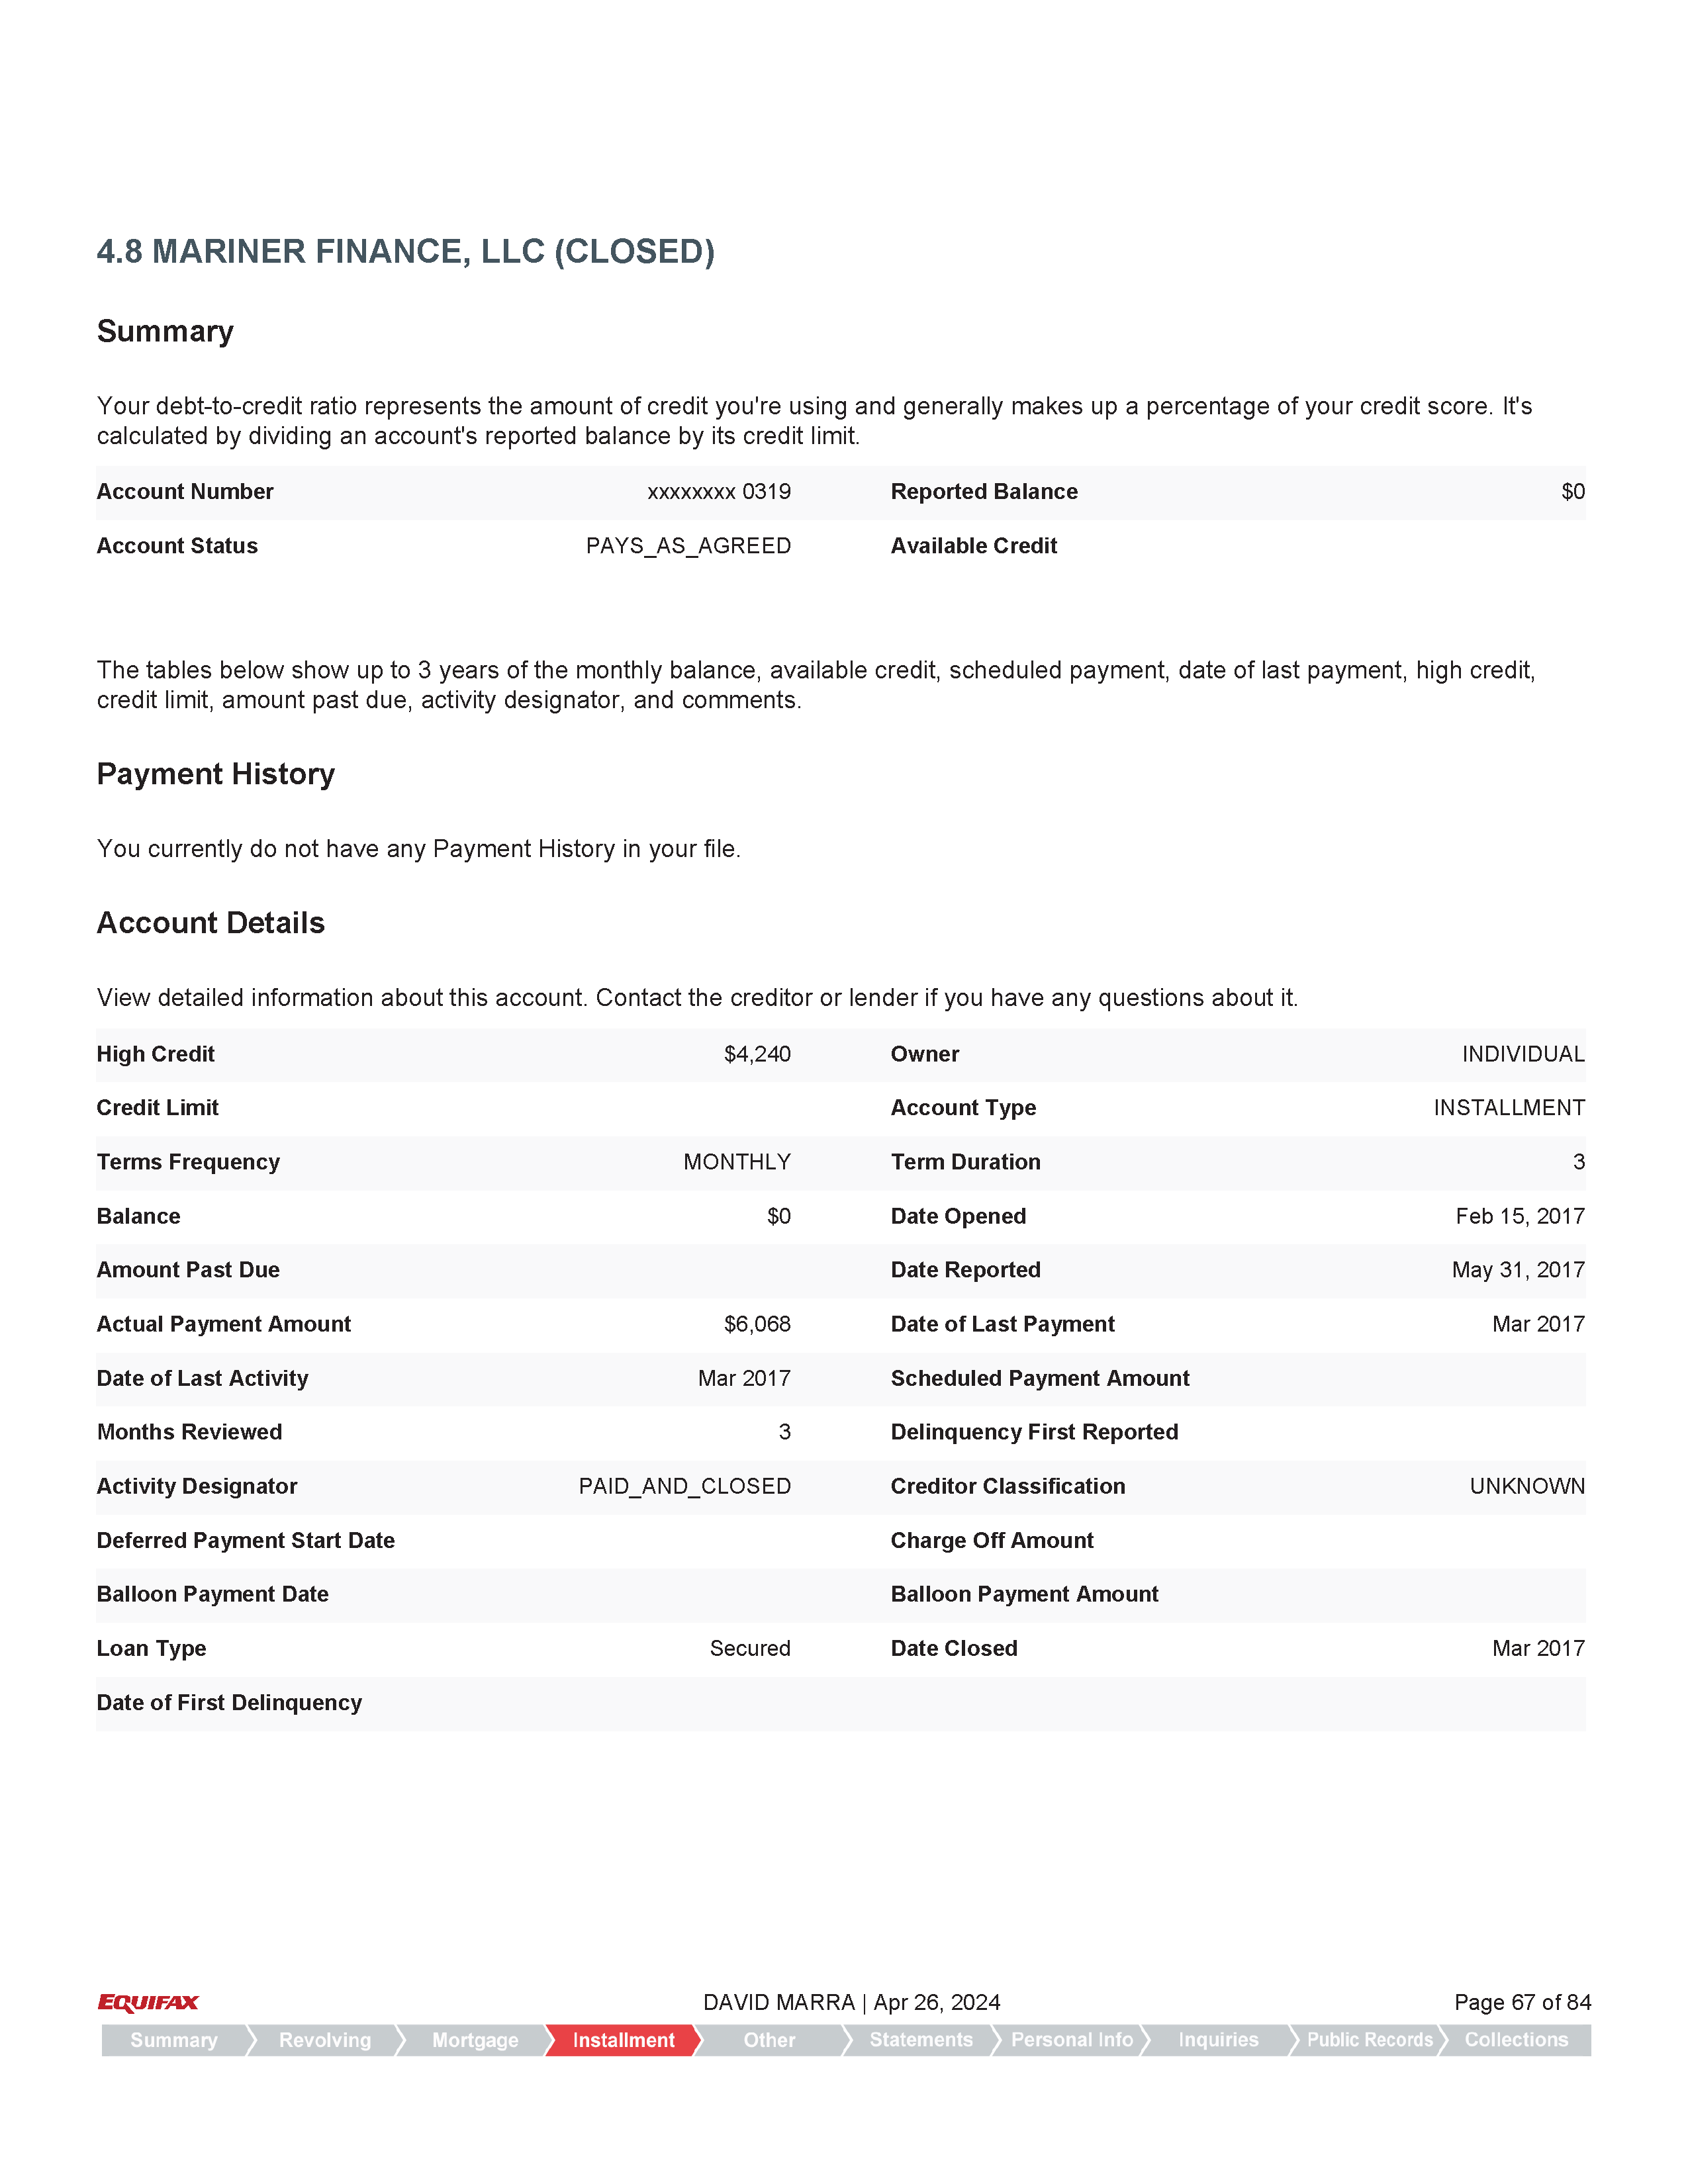 4.8 MARINER FINANCE, LLC (CLOSED)
Summary
Your debt-to-credit ratio represents the amount of credit you're using and generally makes up a percentage of your credit score. It's
calculated by dividing an account's reported balance by its credit limit.
Account Number xxxxxxxx 0319 Reported Balance $0
Account Status PAYS_AS_AGREED Available Credit
The tables below show up to 3 years of the monthly balance, available credit, scheduled payment, date of last payment, high credit,
credit limit, amount past due, activity designator, and comments.
Payment History
You currently do not have any Payment History in your file.
Account Details
View detailed information about this account. Contact the creditor or lender if you have any questions about it.
High Credit $4,240 Owner INDIVIDUAL
Credit Limit Account Type INSTALLMENT
Terms Frequency MONTHLY Term Duration 3
Balance $0 Date Opened Feb 15, 2017
Amount Past Due Date Reported May 31, 2017
Actual Payment Amount $6,068 Date of Last Payment Mar 2017
Date of Last Activity Mar 2017 Scheduled Payment Amount
Months Reviewed 3 Delinquency First Reported
Activity Designator PAID_AND_CLOSED Creditor Classification UNKNOWN
Deferred Payment Start Date Charge Off Amount
Balloon Payment Date Balloon Payment Amount
Loan Type Secured Date Closed Mar 2017
Date of First Delinquency
EQUIFAX DAVID MARRA | Apr 26, 2024 Page 67 of 84
Summary Revolving Mortgage Installment Other Statements Personal Info Inquiries Public Records Collections